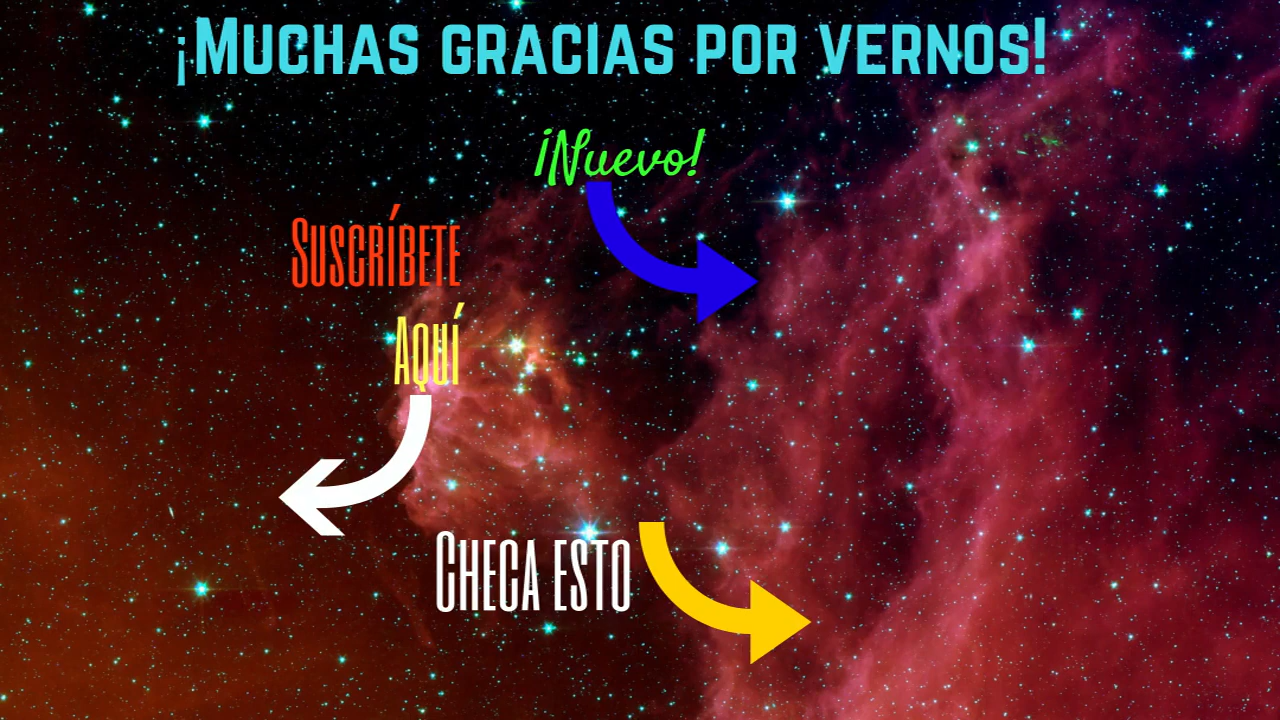 ¡Muchas gracias por vernos!
¡Nuevo!
Suscríbete
Aquí
Checa esto